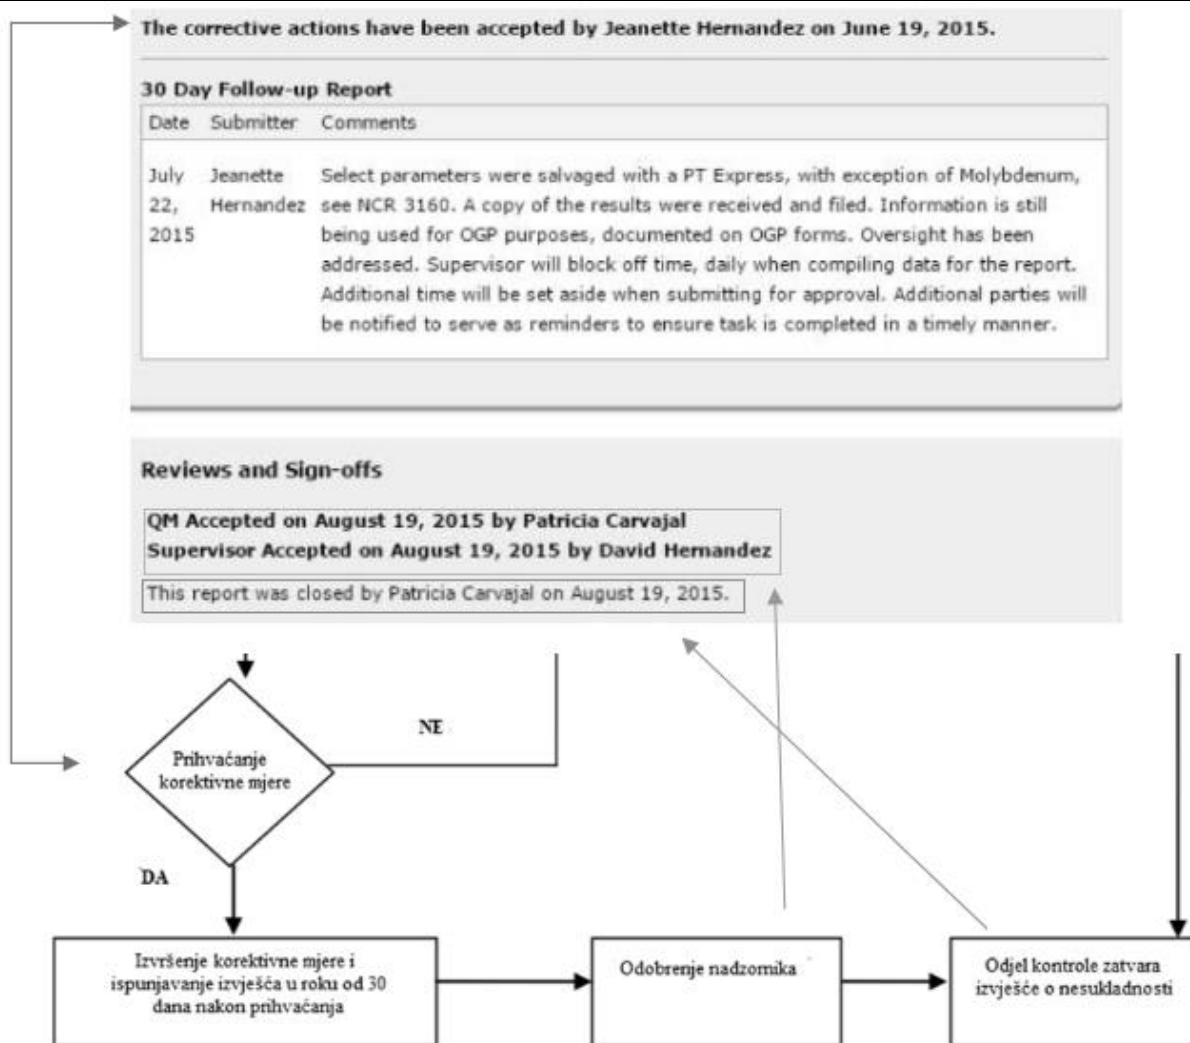 The corrective actions have been accepted by Jeanette Hernandez on June 19, 2015.
30 Day Follow-up Report
Date Submitter Comments
July Jeanette Select parameters were salvaged with a PT Express, with exception of Molybdenum,
22, Hernandez see NCR 3160. A copy of the results were received and filed. Information is still
2015 being used for OGP purposes, documented on OGP forms. Oversight has been
addressed. Supervisor will block off time, daily when compiling data for the report.
Additional time will be set aside when submitting for approval. Additional parties will
be notified to serve as reminders to ensure task is completed in a timely manner.
Reviews and Sign-offs
QM Accepted on August 19, 2015 by Patricia Carvajal
Supervisor Accepted on August 19, 2015 by David Hernandez
This report was closed by Patricia Carvajal on August 19, 2015.
NE
Prihvaćanje
korektivne mjere
DA
Izvršenje korektivne mjere i
ispunjavanje izvješća u roku od 30
dana nakon prihvaćanja
Odobrenje nadzornika
Odjel kontrole zatvara
izvješće o nesukladnosti